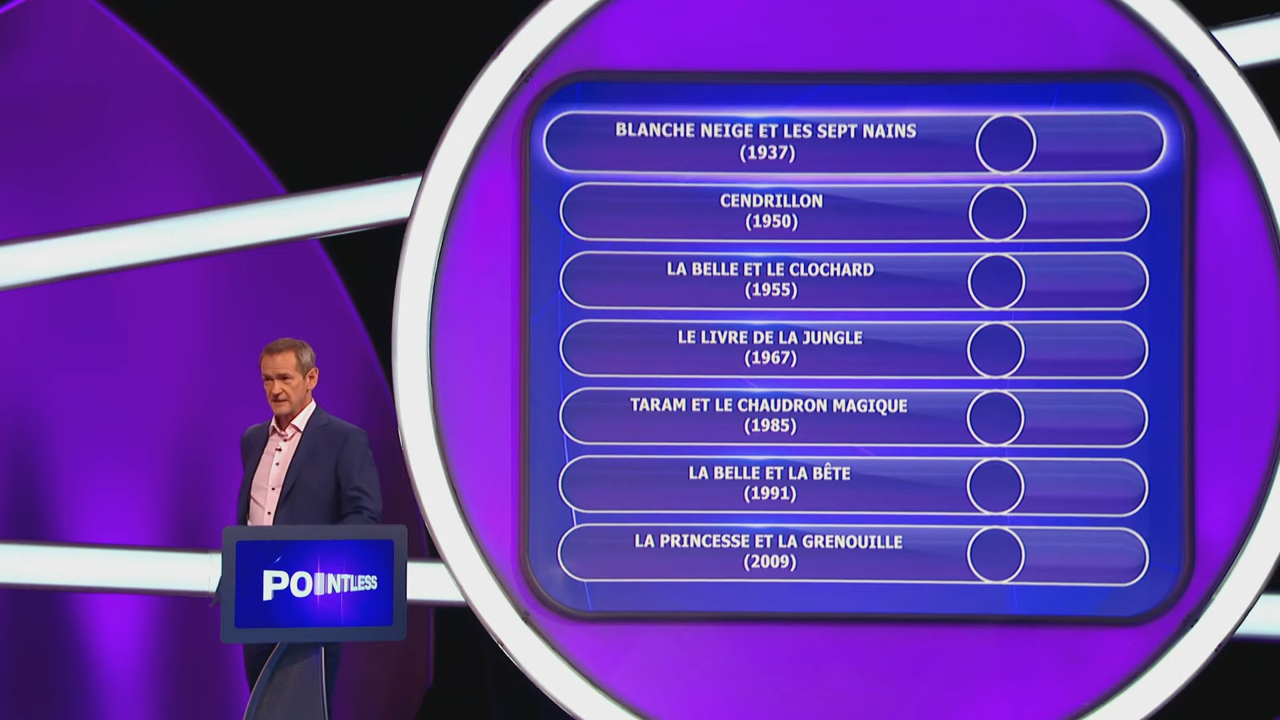 BLANCHE NEIGE ET LES SEPT NAINS
(1937)
CENDRILLON
(1950)
LA BELLE ET LE CLOCHARD
(1955)
LE LIVRE DE LA JUNGLE
(1967)
TARAM ET LE CHAUDRON MAGIQUE
(1985)
LA BELLE ET LA BÊTE
(1991)
LA PRINCESSE ET LA GRENOUILLE
(2009)
POINTLESS